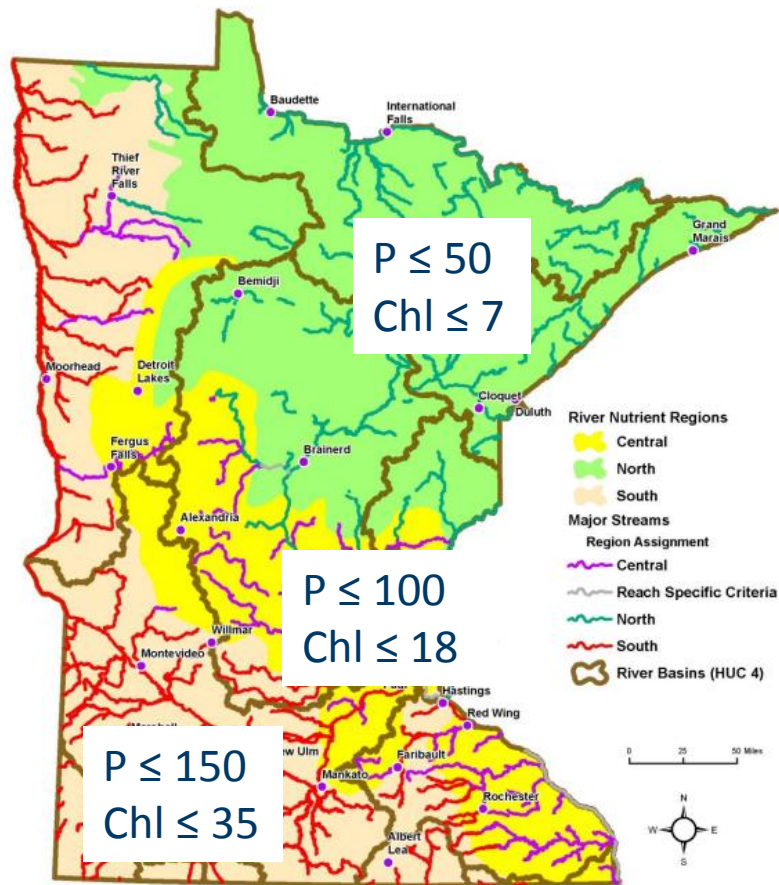 Baudette
International
Falls
Thief
River
Falls
Grand
Marais
P ≤ 50
Chl ≤ 7
Bemidji
Moorhead
Detroit
Lakes
Cloquet
Duluth
River Nutrient Regions
Central
North
South
Major Streams
Region Assignment
Central
Reach Specific Criteria
North
South
River Basins (HUC 4)
Fergus
Falls
Brainerd
Alexandria
P ≤ 100
Chl ≤ 18
Willmar
Montevideo
Hastings
Red Wing
P ≤ 150
Chl ≤ 35
Ulm
Mankato
Faribault
Rochester
Albert
Lea
0 25 50 Miles
N
W E
S